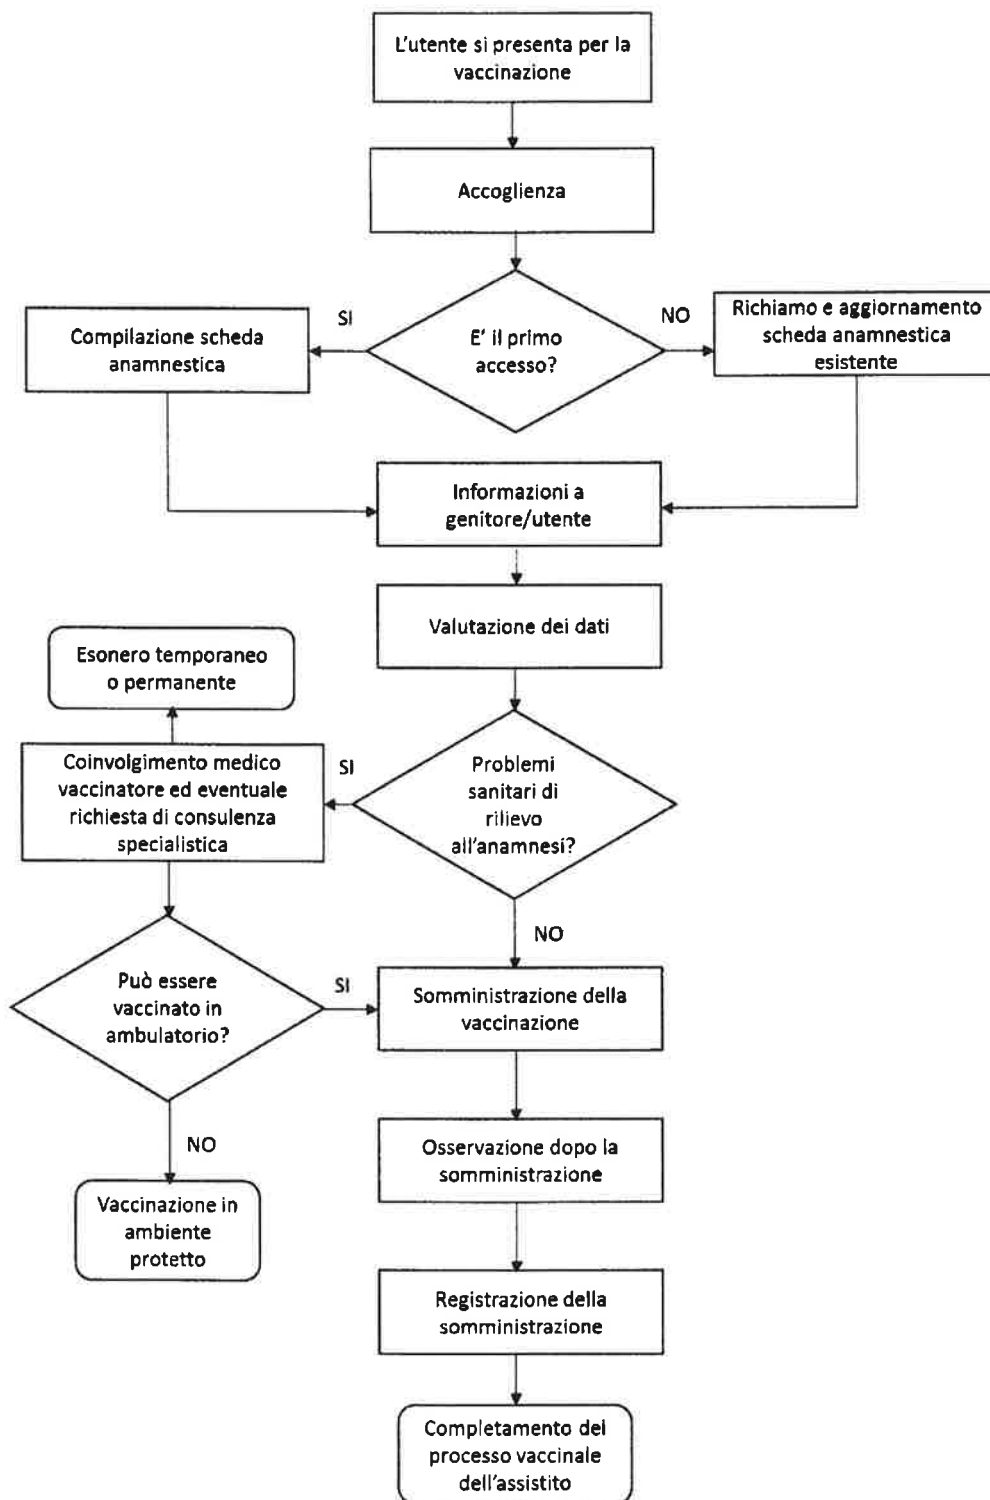 L'utente si presenta per la
vaccinazione
Accoglienza
SI
E' il primo
accesso?
NO
Compilazione scheda
anamnestica
Richiamo e aggiornamento
scheda anamnestica
esistente
Informazioni a
genitore/utente
Valutazione dei dati
Esonero temporaneo
o permanente
Coinvolgimento medico
vaccinatore ed eventuale
richiesta di consulenza
specialistica
SI
Problemi
sanitari di
rilievo
all'anamnesi?
NO
Può essere
vaccinato in
ambulatorio?
SI
Somministrazione della
vaccinazione
NO
Osservazione dopo la
somministrazione
Vaccinazione in
ambiente
protetto
Registrazione della
somministrazione
Completamento del
processo vaccinale
dell'assistito